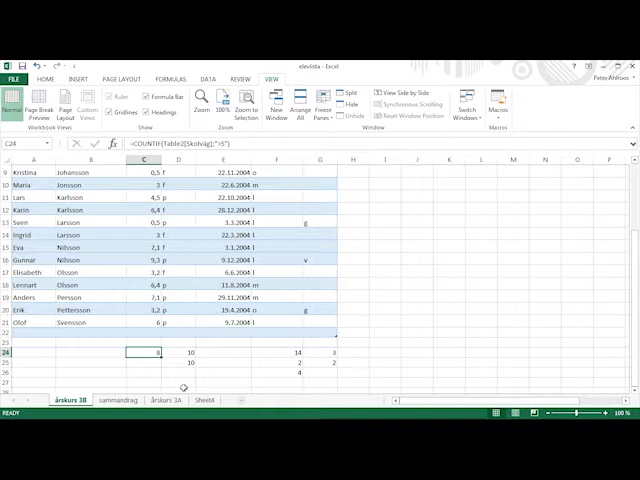 elevlista - Excel
Peter Ahlfroos
FILE HOME INSERT PAGE LAYOUT FORMULAS DATA REVIEW VIEW
Normal Page Break Preview Page Layout Custom Views
Ruler Formula Bar
Gridlines Headings
Zoom 100% Zoom to Selection
New Window Arrange All Freeze Panes
Split Hide Unhide
View Side by Side
Synchronous Scrolling
Reset Window Position
Switch Windows Macros
Workbook Views Show Zoom Window Macros
C24 =COUNTIF(Table2[Skolväg];">5")
A B C D E F G H I J K L M
9 Kristina Johansson 0,5 f 22.11.2004 o
10 Maria Jonsson 3 f 22.6.2004 m
11 Lars Karlsson 4,5 p 22.10.2004 l
12 Karin Karlsson 6,4 f 28.12.2004 l
13 Sven Larsson 0,5 p 3.3.2004 l g
14 Ingrid Larsson 3 f 22.3.2004 l
15 Eva Nilsson 7,1 f 3.1.2004 l
16 Gunnar Nilsson 9,3 p 9.12.2004 l v
17 Elisabeth Olsson 3,2 f 6.6.2004 l
18 Lennart Olsson 6,4 p 11.8.2004 m
19 Anders Persson 7,1 p 29.11.2004 m
20 Erik Pettersson 3,2 p 19.4.2004 o g
21 Olof Svensson 6 p 9.7.2004 l
22
23
24 8 10 14 3
25 10 2 2
26 4
27
årskurs 3B sammandrag årskurs 3A Sheet4
READY 100 %